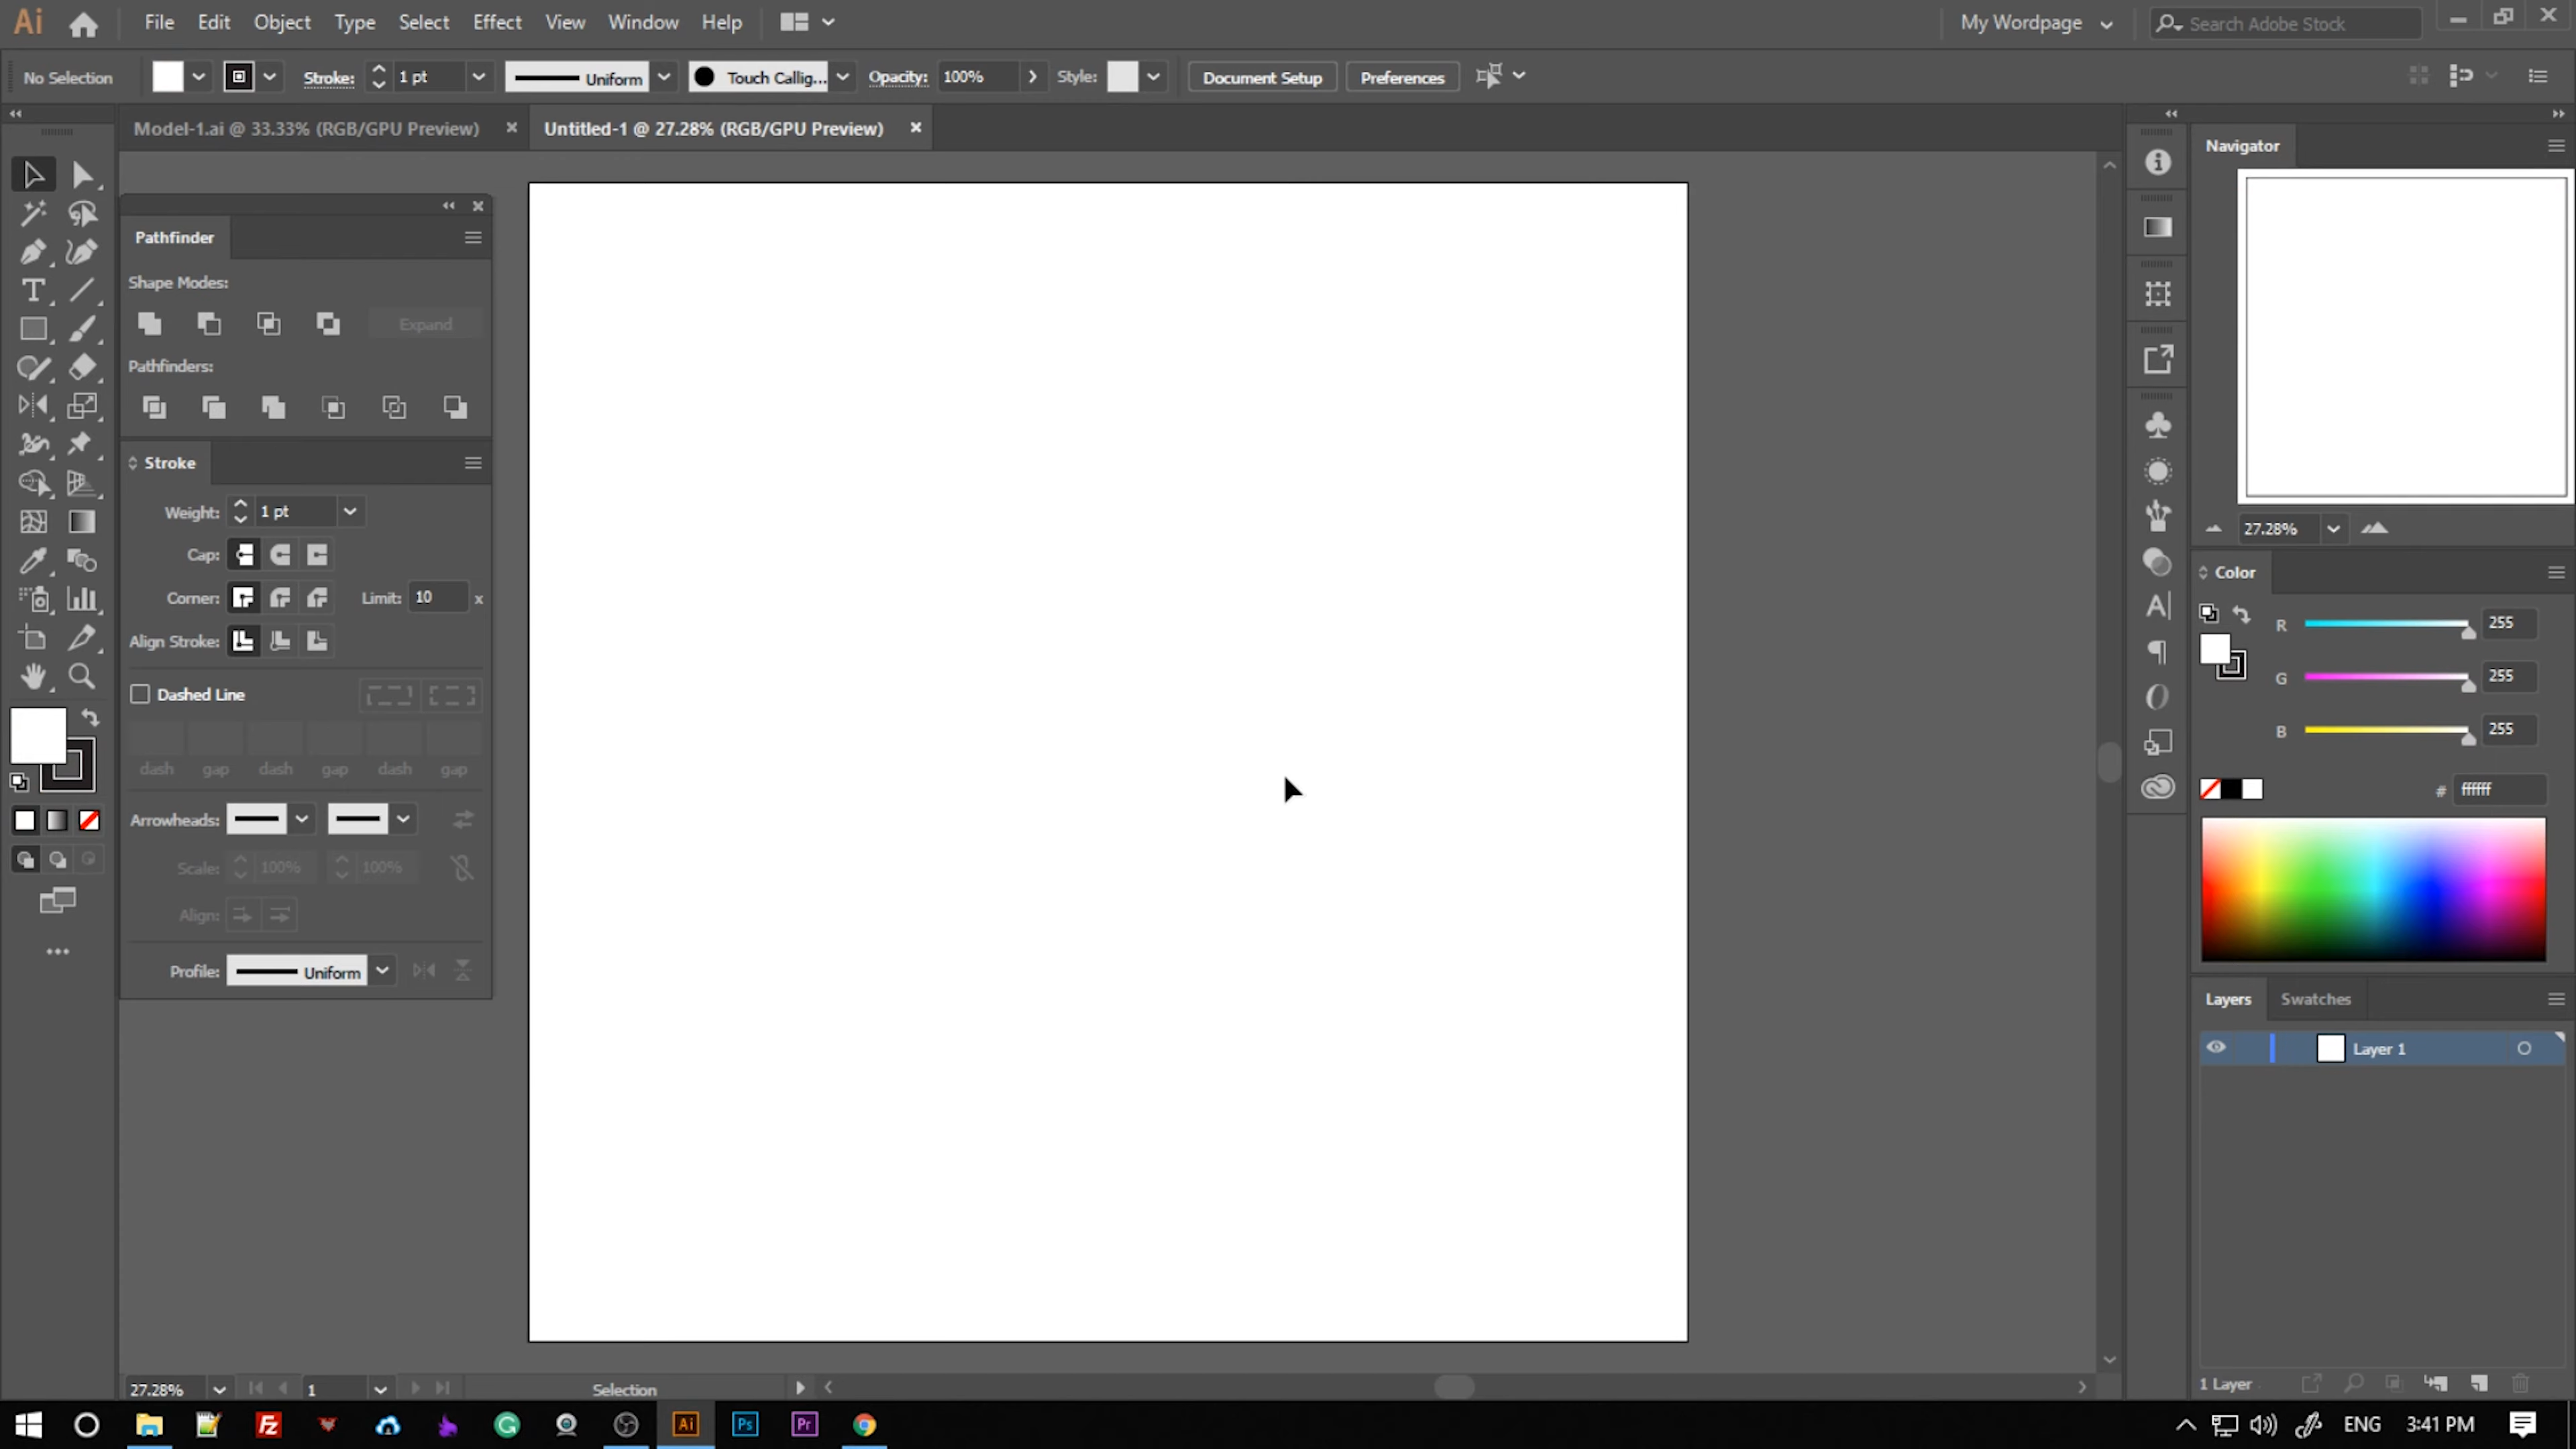 Ai File Edit Object Type Select Effect View Window Help My Wordpage Search Adobe Stock
No Selection Stroke: 1 pt Uniform Touch Callig... Opacity: 100% Style: Document Setup Preferences
Model-1.ai @ 33.33% (RGB/GPU Preview) × Untitled-1 @ 27.28% (RGB/GPU Preview) ×
Pathfinder
Shape Modes:
Expand
Pathfinders:
Stroke
Weight: 1 pt
Cap:
Corner: Limit: 10 x
Align Stroke:
Dashed Line
dash gap dash gap dash gap
Arrowheads:
Scale: 100% 100%
Align:
Profile: Uniform
Navigator
27.28%
Color
R 255
G 255
B 255
# ffffff
Layers Swatches
Layer 1
1 Layer
27.28% 1 Selection
Fz Ai Ps Pr ENG 3:41 PM